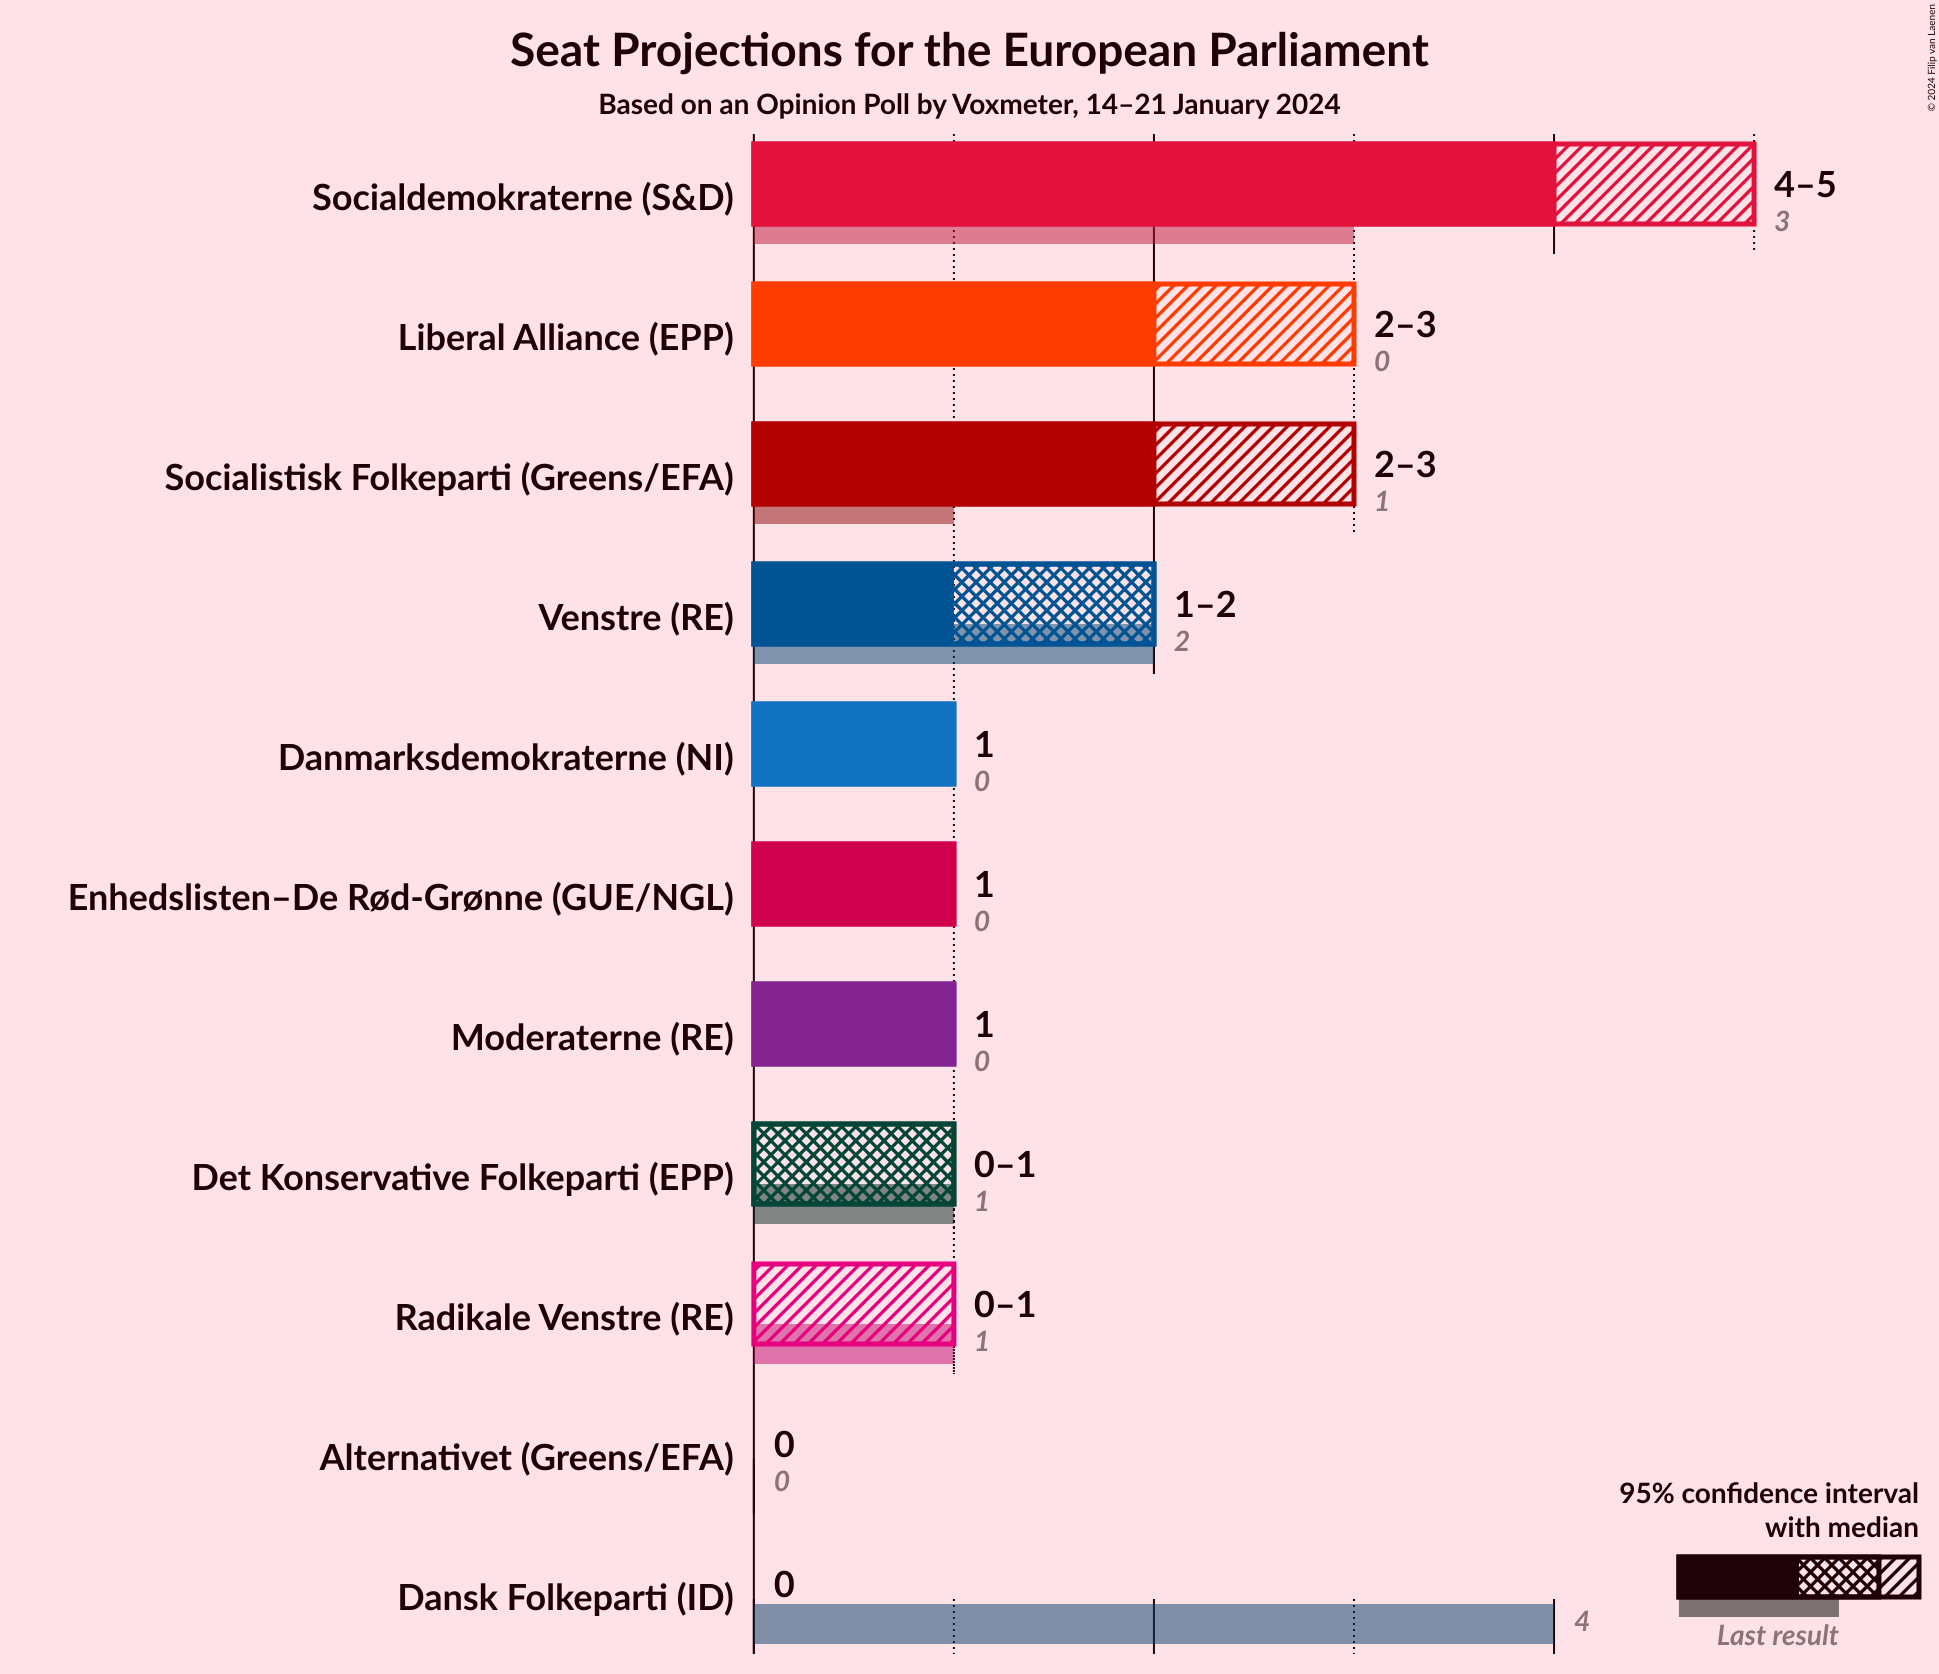 Seat Projections for the European Parliament
Based on an Opinion Poll by Voxmeter, 14–21 January 2024
© 2024 Filip van Laenen
Socialdemokraterne (S&D)
4–5
3
Liberal Alliance (EPP)
2–3
0
Socialistisk Folkeparti (Greens/EFA)
2–3
1
Venstre (RE)
1–2
2
Danmarksdemokraterne (NI)
1
0
Enhedslisten–De Rød-Grønne (GUE/NGL)
1
0
Moderaterne (RE)
1
0
Det Konservative Folkeparti (EPP)
0–1
1
Radikale Venstre (RE)
0–1
1
Alternativet (Greens/EFA)
0
0
Dansk Folkeparti (ID)
0
4
95% confidence interval
with median
Last result